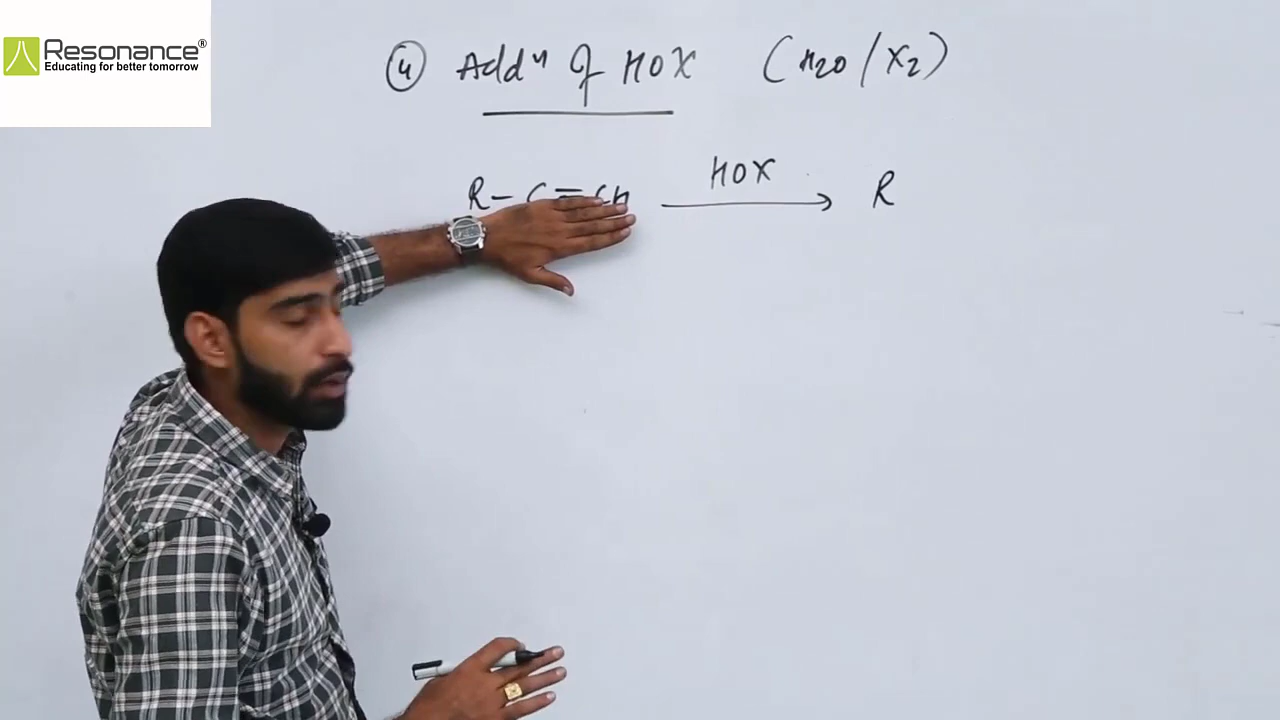 Resonance®
Educating for better tomorrow
④ Addⁿ of HOX (H2O/X2)
R-C≡CH HOX → R